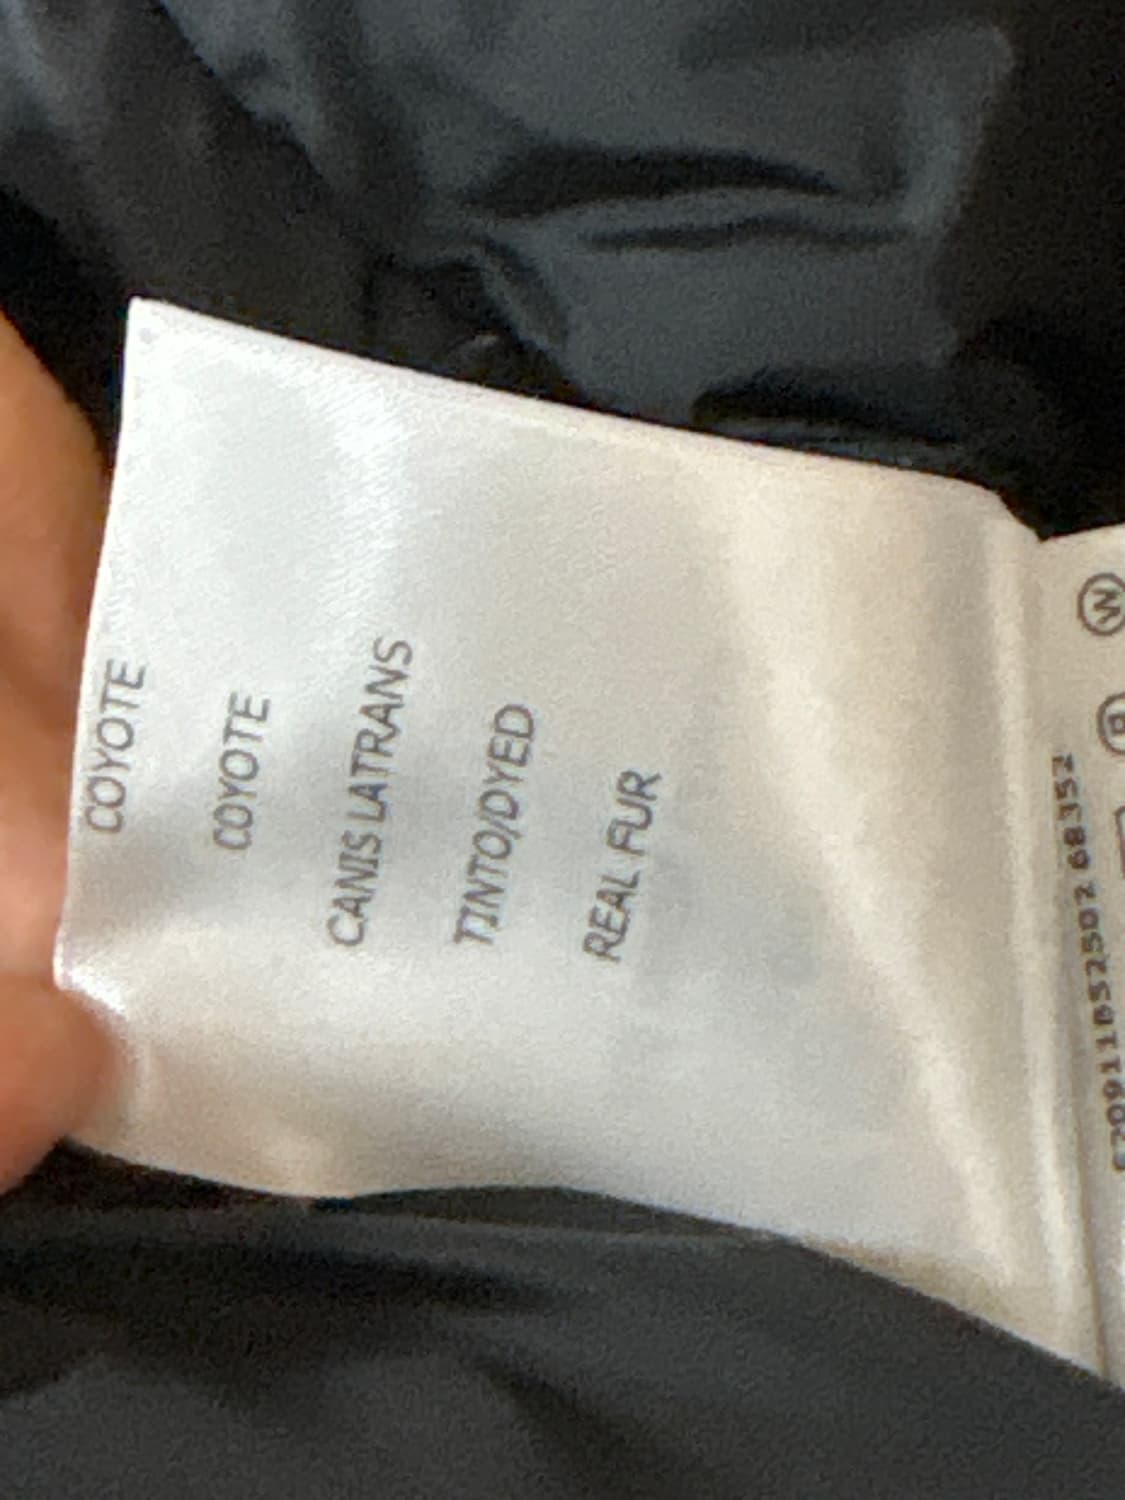 COYOTE
COYOTE
CANIS LATRANS
TINTO/DYED
REAL FUR
W